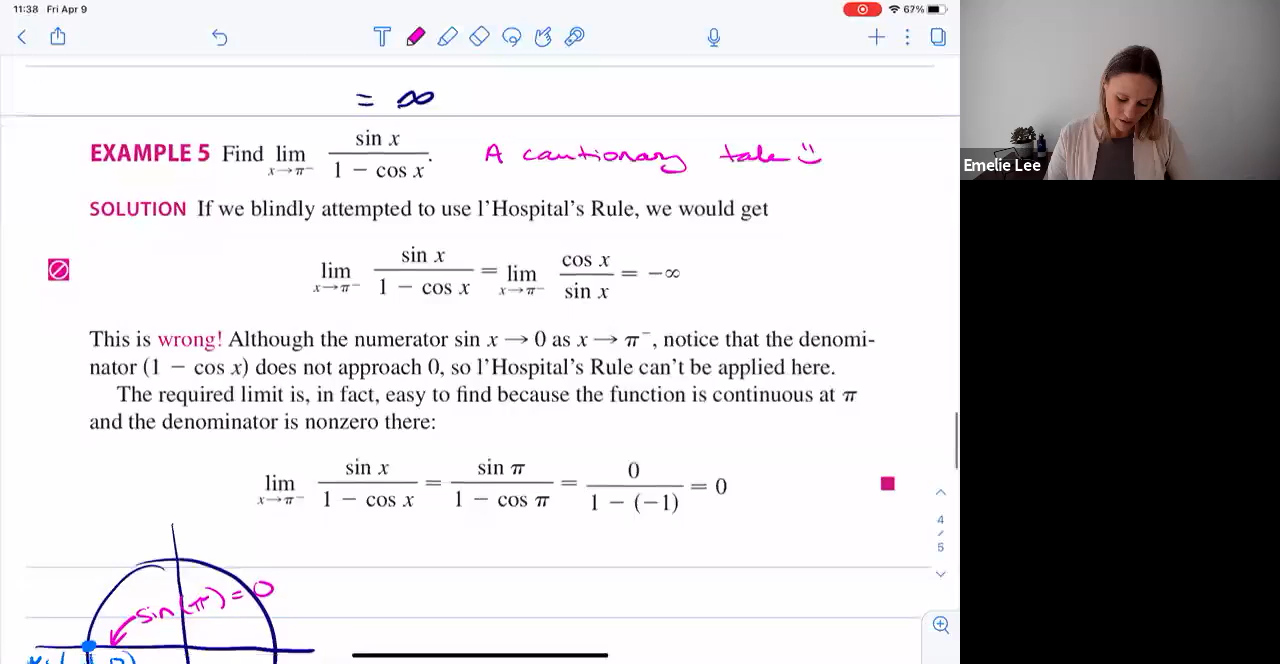 11:38 Fri Apr 9
67%
= ∞
EXAMPLE 5 Find lim x→π⁻ sin x / 1 − cos x. A cautionary tale
SOLUTION If we blindly attempted to use l'Hospital's Rule, we would get
lim x→π⁻ sin x / 1 − cos x = lim x→π⁻ cos x / sin x = −∞
This is wrong! Although the numerator sin x → 0 as x → π⁻, notice that the denomi-
nator (1 − cos x) does not approach 0, so l'Hospital's Rule can't be applied here.
The required limit is, in fact, easy to find because the function is continuous at π
and the denominator is nonzero there:
lim x→π⁻ sin x / 1 − cos x = sin π / 1 − cos π = 0 / 1 − (−1) = 0
sin(π) = 0
4
/
5
Emelie Lee